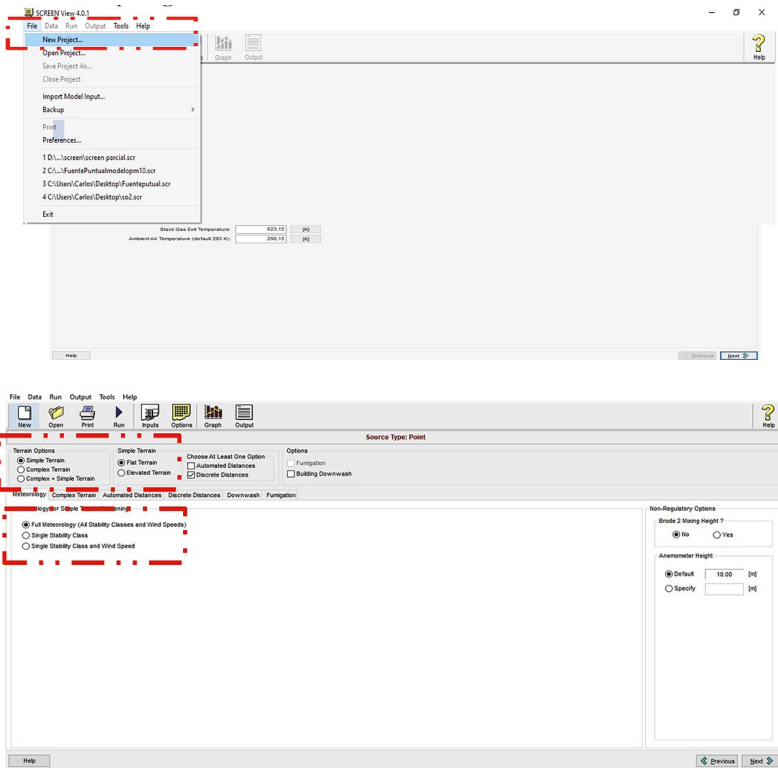 SCREEN View 4.0.1
File Data Run Output Tools Help
New Project...
Open Project...
Save Project As...
Close Project
Import Model Input...
Backup
Print
Preferences...
1 D:\...\screen\screen parcial.scr
2 C:\...\FuentePuntualmodelopm10.scr
3 C:\Users\Carlos\Desktop\Fuenteputual.scr
4 C:\Users\Carlos\Desktop\so2.scr
Exit
Graph Output Help
Stack Gas Exit Temperature: 623.15 [K]
Ambient Air Temperature (default 293 K): 298.15 [K]
Help Previous Next
File Data Run Output Tools Help
New Open Print Run Inputs Options Graph Output Help
Source Type: Point
Terrain Options
Simple Terrain
Complex Terrain
Complex + Simple Terrain
Simple Terrain
Flat Terrain
Elevated Terrain
Choose At Least One Option
Automated Distances
Discrete Distances
Options
Fumigation
Building Downwash
Meteorology Complex Terrain Automated Distances Discrete Distances Downwash Fumigation
Simple Terrain
Full Meteorology (All Stability Classes and Wind Speeds)
Single Stability Class
Single Stability Class and Wind Speed
Non-Regulatory Options
Brode 2 Mixing Height ?
No Yes
Anemometer Height
Default 10.00 [m]
Specify [m]
Help Previous Next